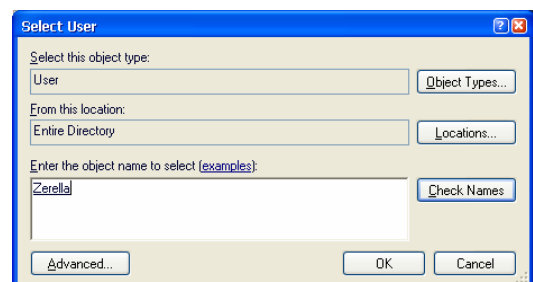 Select User
Select this object type:
User
Object Types...
From this location:
Entire Directory
Locations...
Enter the object name to select (examples):
Zerella
Check Names
Advanced...
OK
Cancel